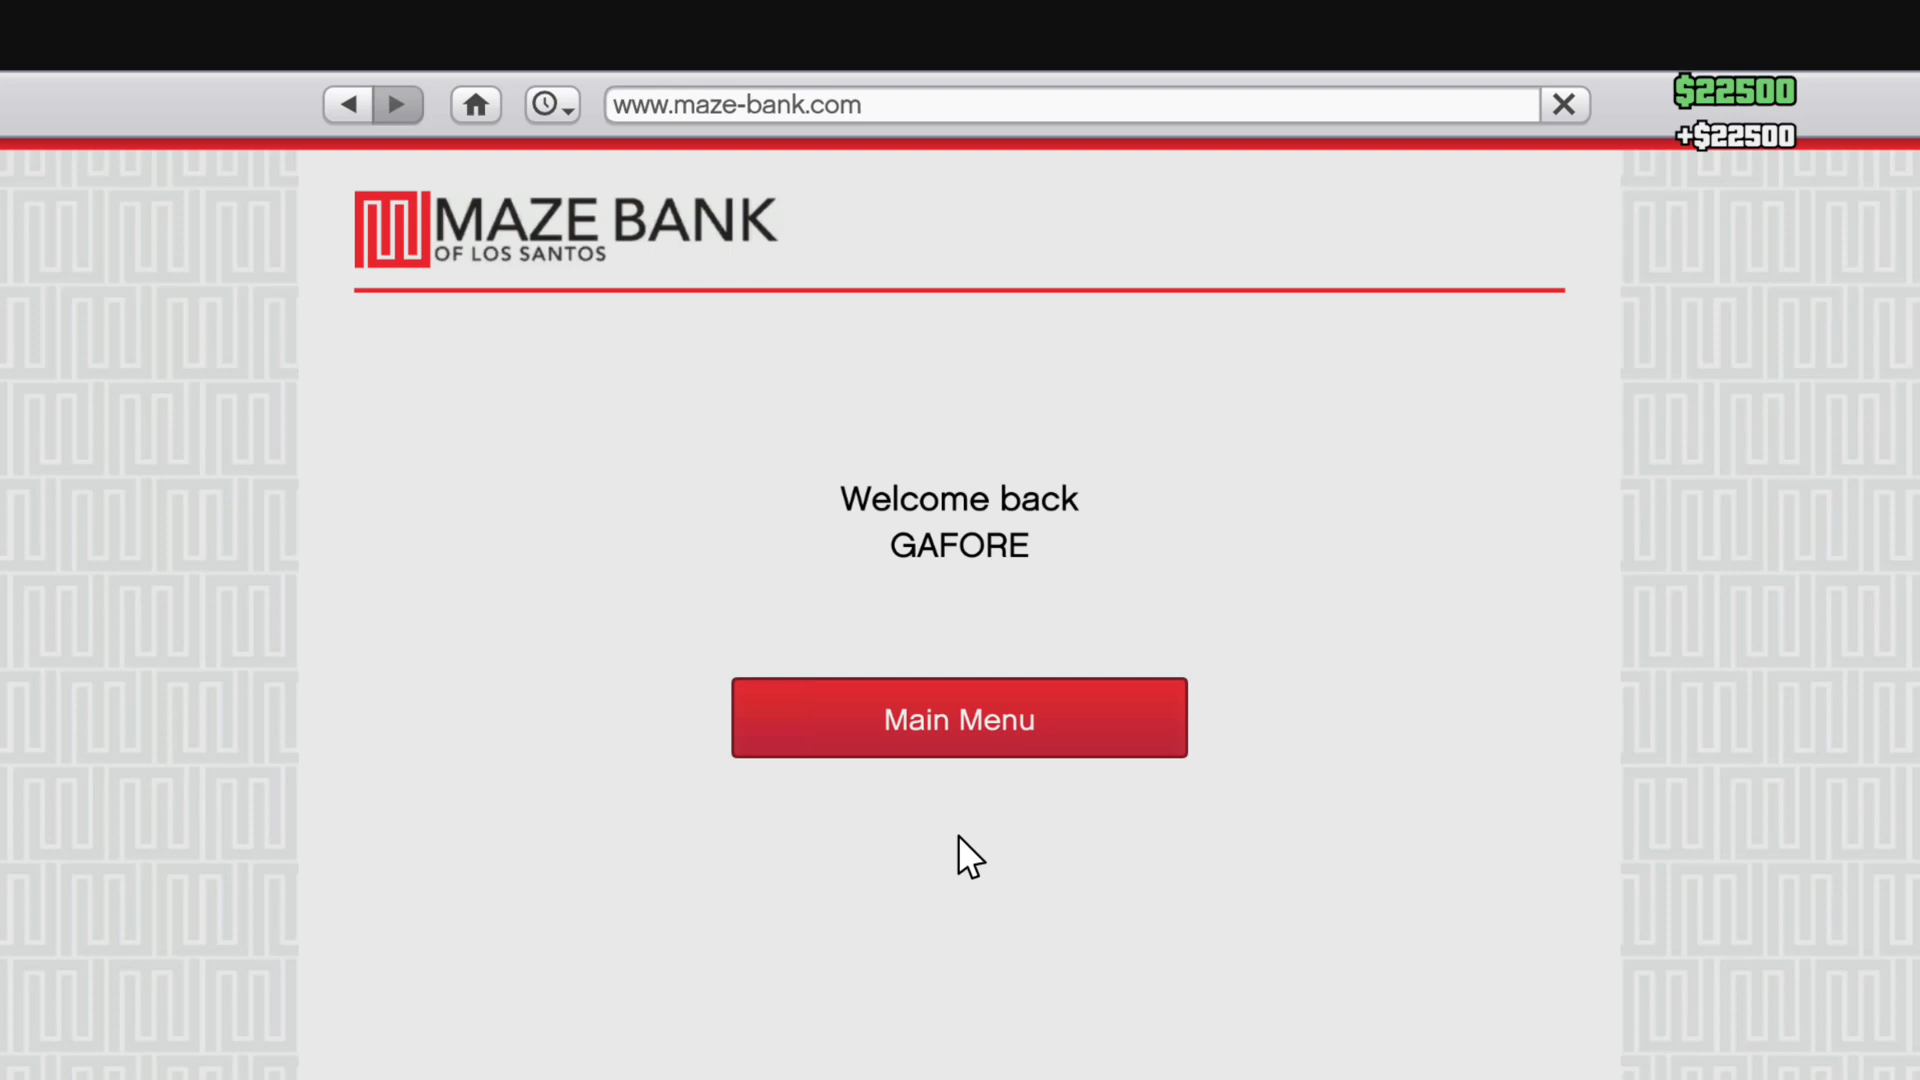 www.maze-bank.com
$22500
+$22500
MAZE BANK
OF LOS SANTOS
Welcome back
GAFORE
Main Menu